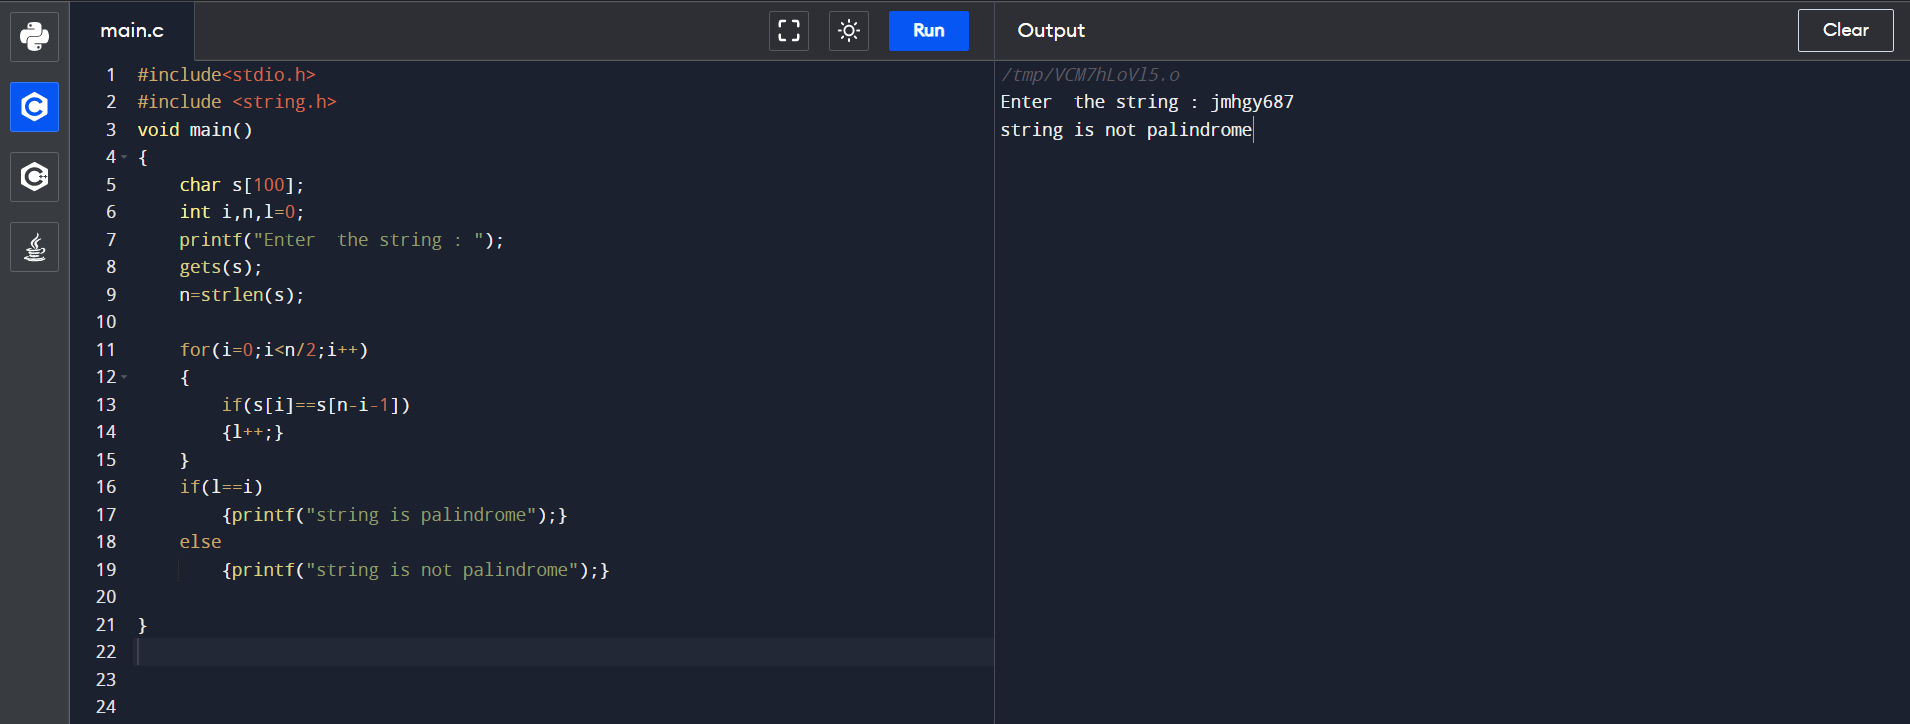 main.c
Run
Output
Clear
1 #include<stdio.h>
2 #include <string.h>
3 void main()
4 {
5     char s[100];
6     int i,n,l=0;
7     printf("Enter  the string : ");
8     gets(s);
9     n=strlen(s);
10
11     for(i=0;i<n/2;i++)
12     {
13         if(s[i]==s[n-i-1])
14         {l++;}
15     }
16     if(l==i)
17         {printf("string is palindrome");}
18     else
19         {printf("string is not palindrome");}
20
21 }
22
23
24
/tmp/VCM7hLoVl5.o
Enter  the string : jmhgy687
string is not palindrome